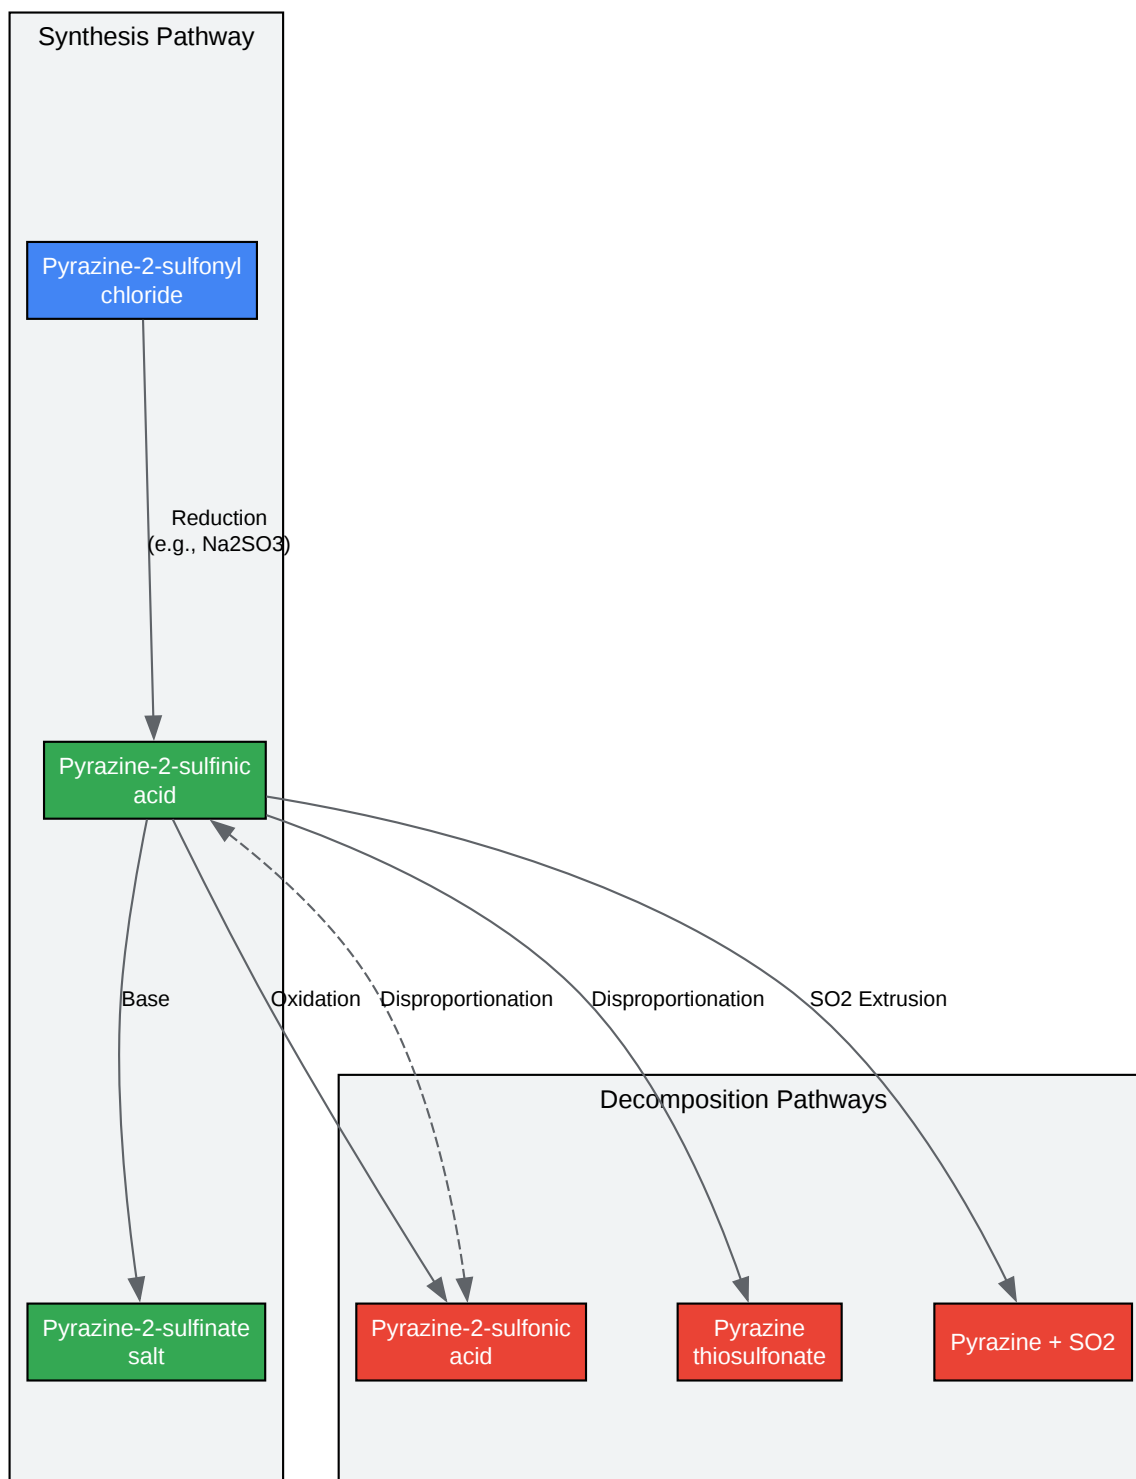 Synthesis Pathway
Pyrazine-2-sulfonyl
chloride
Reduction
(e.g., Na2SO3)
Pyrazine-2-sulfinic
acid
Base
Oxidation
Disproportionation
Disproportionation
SO2 Extrusion
Decomposition Pathways
Pyrazine-2-sulfinate
salt
Pyrazine-2-sulfonic
acid
Pyrazine
thiosulfonate
Pyrazine + SO2